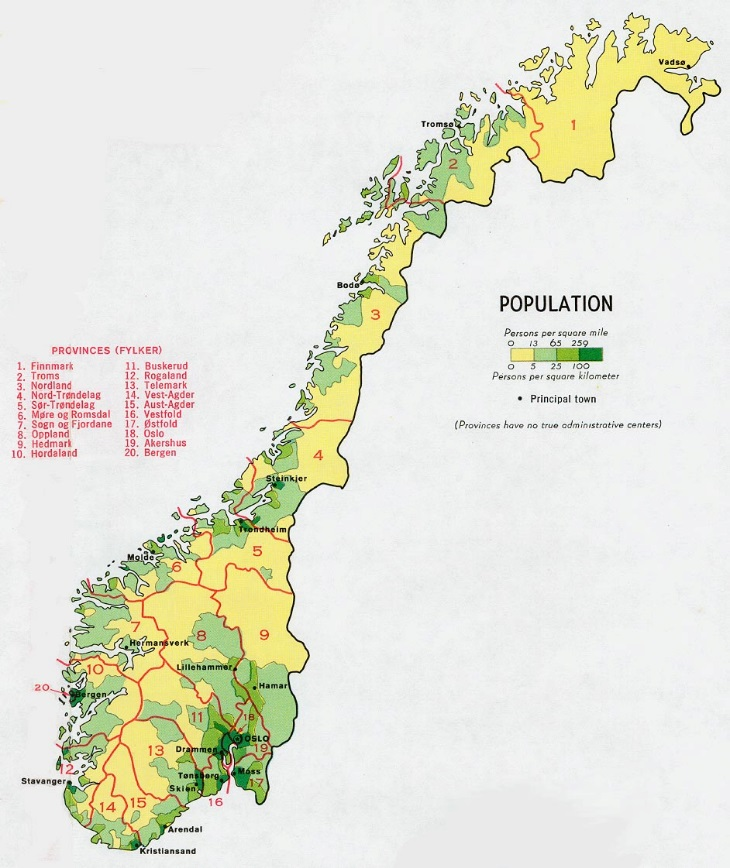 Vadsø
Tromsø
1
2
Bodø
3
POPULATION
Persons per square mile
0 13 65 259
0 5 25 100
Persons per square kilometer
• Principal town
(Provinces have no true administrative centers)
PROVINCES (FYLKER)
1. Finnmark
2. Troms
3. Nordland
4. Nord-Trøndelag
5. Sør-Trøndelag
6. Møre og Romsdal
7. Sogn og Fjordane
8. Oppland
9. Hedmark
10. Hordaland
11. Buskerud
12. Rogaland
13. Telemark
14. Vest-Agder
15. Aust-Agder
16. Vestfold
17. Østfold
18. Oslo
19. Akershus
20. Bergen
4
Steinkjer
Trondheim
5
Molde
6
7
8
9
Hermansverk
10
Lillehammer
20
Bergen
Hamar
11
18
OSLO
12
13
Drammen
19
Stavanger
Tønsberg
Moss
17
Skien
16
14
15
Arendal
Kristiansand